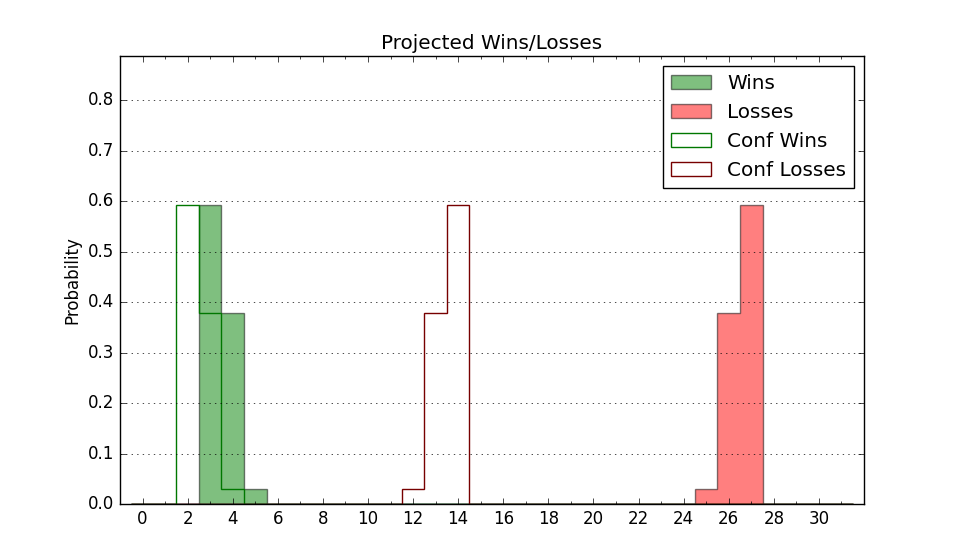 Projected Wins/Losses
Wins
Losses
Conf Wins
Conf Losses
Probability
0.8
0.7
0.6
0.5
0.4
0.3
0.2
0.1
0.0
0 2 4 6 8 10 12 14 16 18 20 22 24 26 28 30